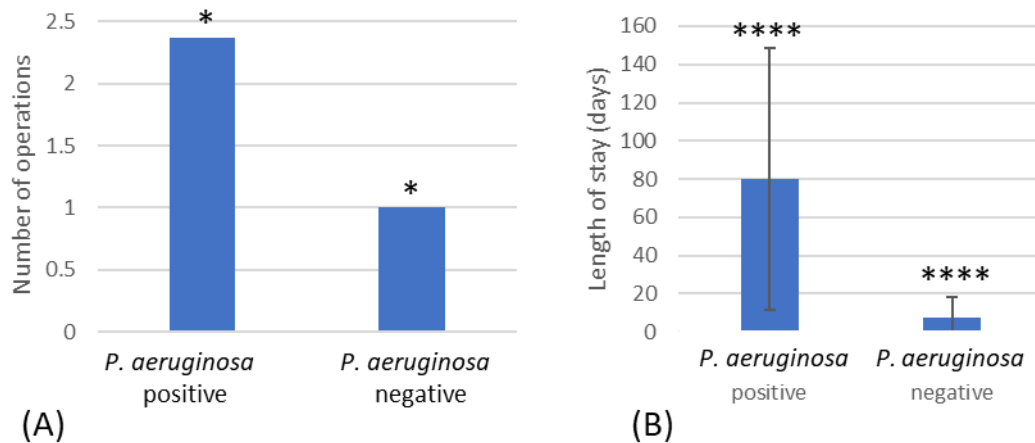 Number of operations
2.5
2
1.5
1
0.5
0
*
*
P. aeruginosa
positive
P. aeruginosa
negative
(A)
Length of stay (days)
160
140
120
100
80
60
40
20
0
****
****
P. aeruginosa
positive
P. aeruginosa
negative
(B)